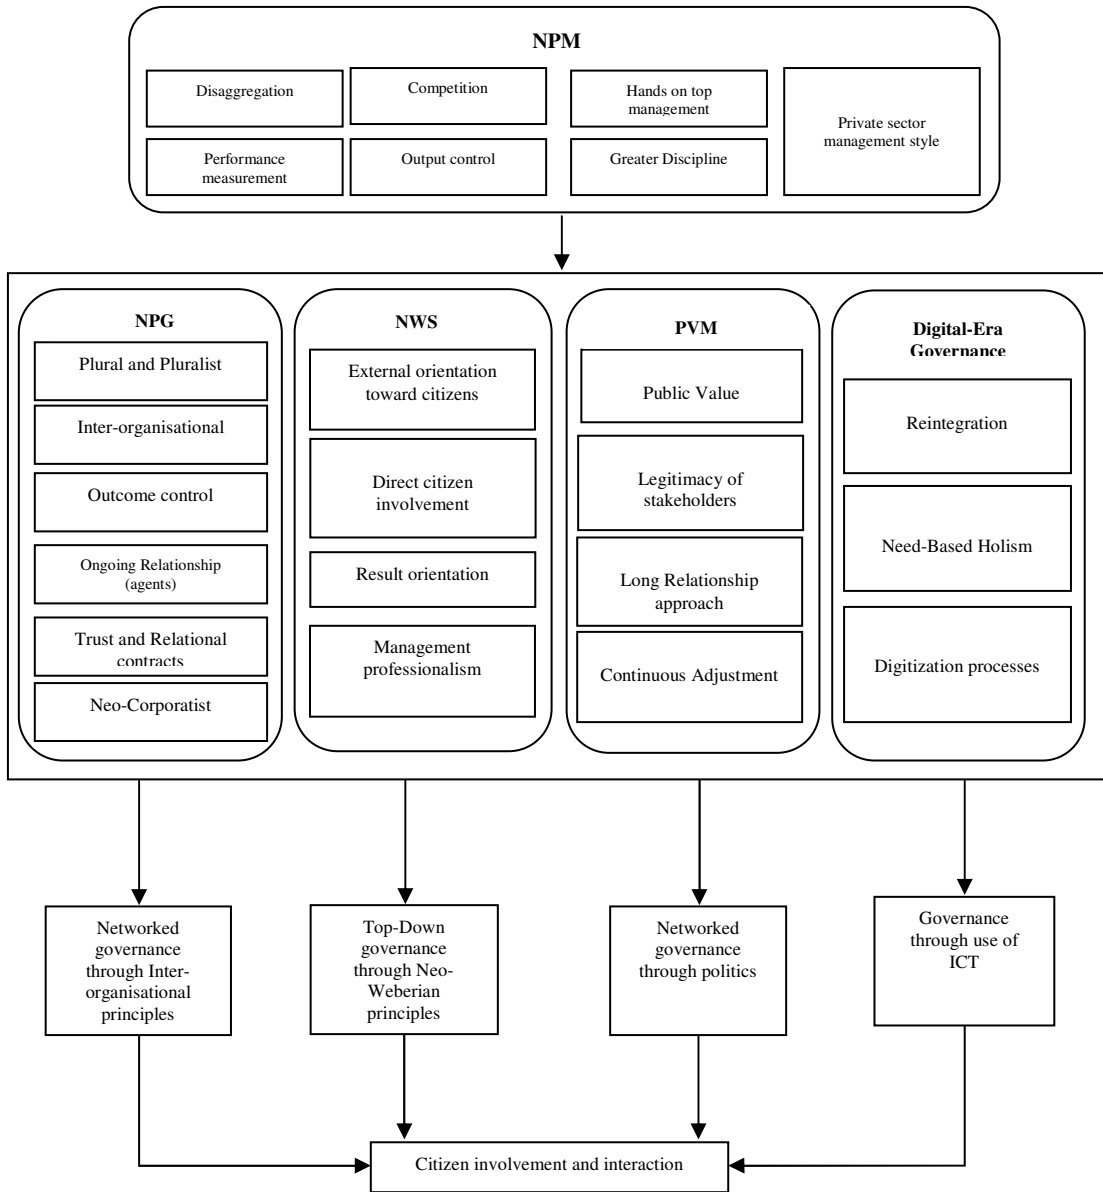 NPM
Disaggregation
Competition
Hands on top
management
Private sector
management style
Performance
measurement
Output control
Greater Discipline
NPG
Plural and Pluralist
Inter-organisational
Outcome control
Ongoing Relationship
(agents)
Trust and Relational
contracts
Neo-Corporatist
NWS
External orientation
toward citizens
Direct citizen
involvement
Result orientation
Management
professionalism
PVM
Public Value
Legitimacy of
stakeholders
Long Relationship
approach
Continuous Adjustment
Digital-Era
Governance
Reintegration
Need-Based Holism
Digitization processes
Networked
governance
through Inter-
organisational
principles
Top-Down
governance
through Neo-
Weberian
principles
Networked
governance
through politics
Governance
through use of
ICT
Citizen involvement and interaction